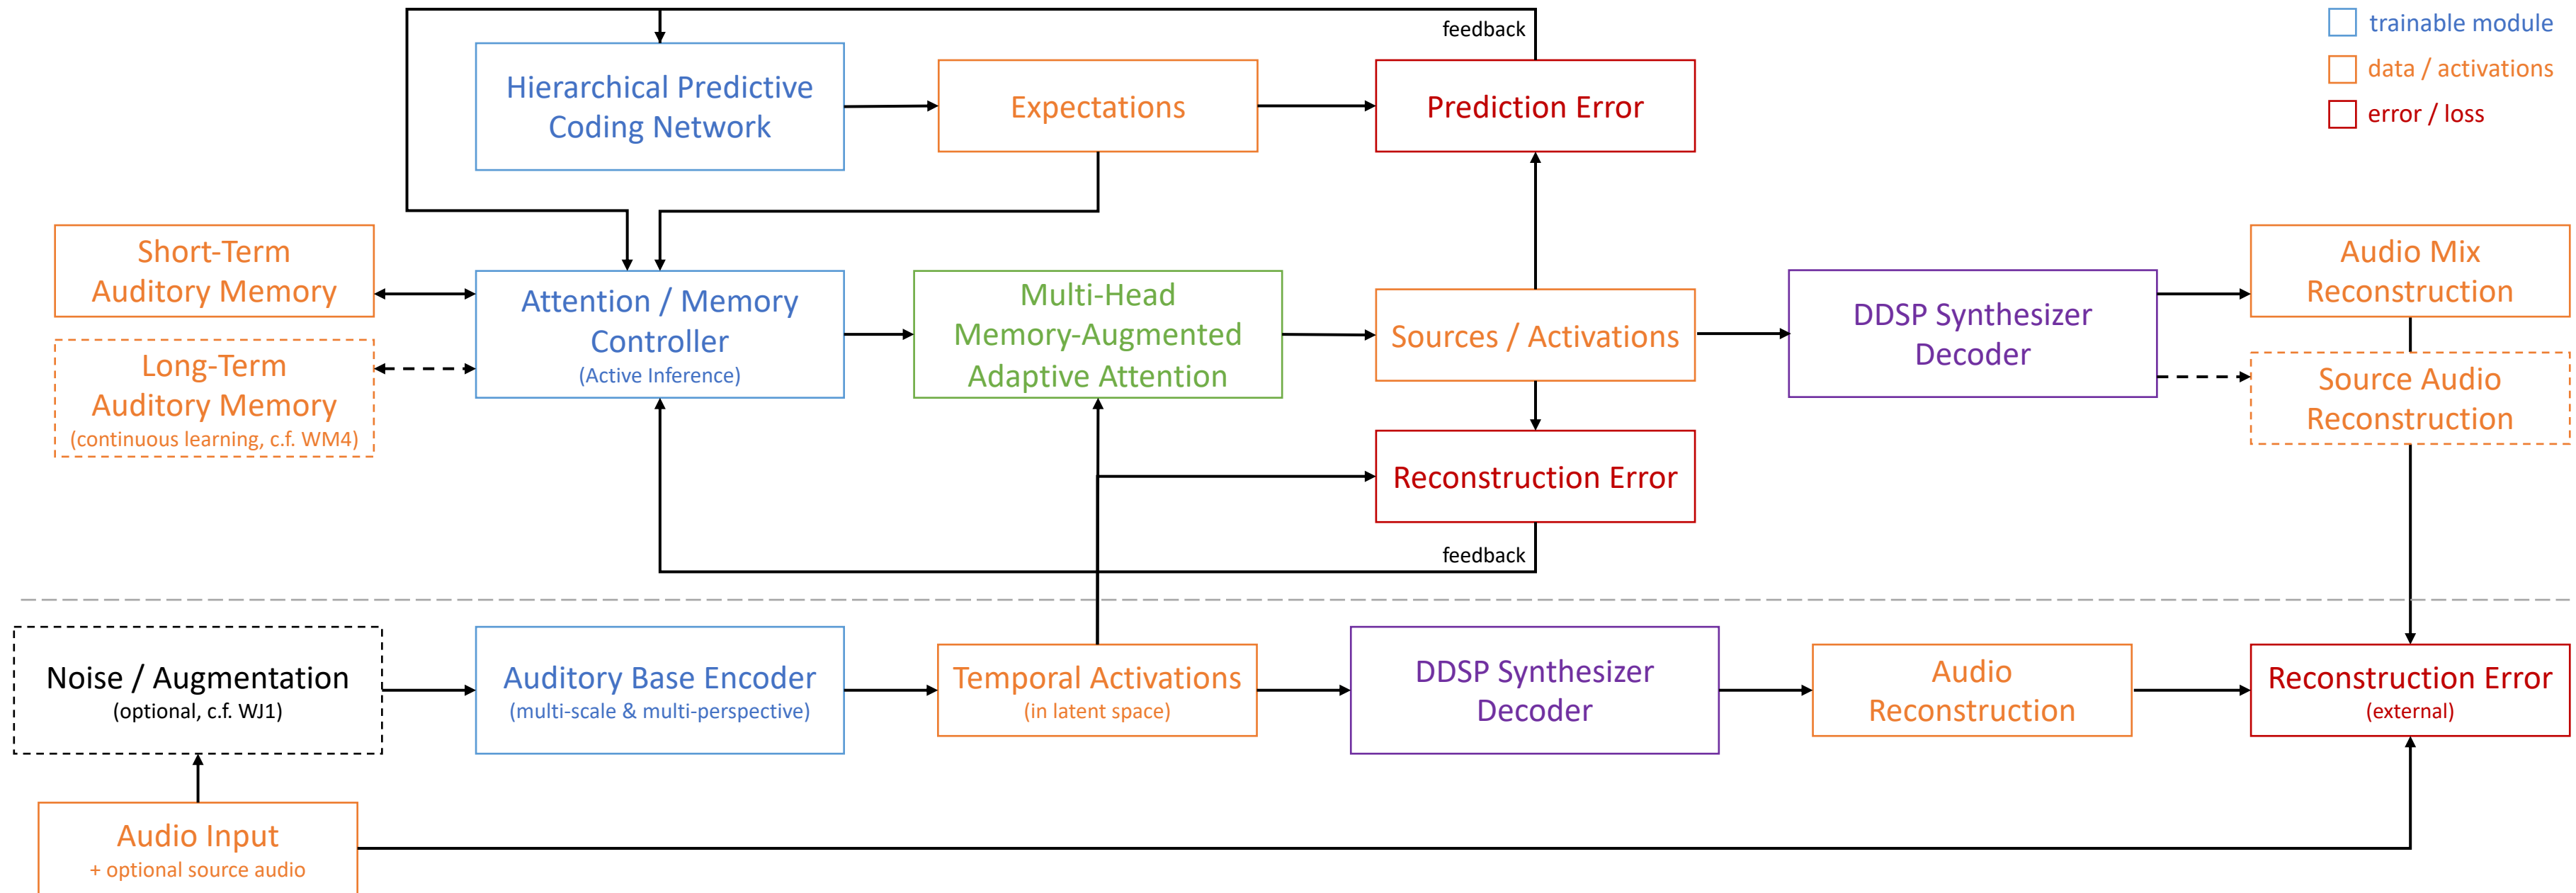 feedback
trainable module
data / activations
error / loss
Hierarchical Predictive
Coding Network
Expectations
Prediction Error
Short-Term
Auditory Memory
Long-Term
Auditory Memory
(continuous learning, c.f. WM4)
Attention / Memory
Controller
(Active Inference)
Multi-Head
Memory-Augmented
Adaptive Attention
Sources / Activations
DDSP Synthesizer
Decoder
Audio Mix
Reconstruction
Source Audio
Reconstruction
Reconstruction Error
feedback
Noise / Augmentation
(optional, c.f. WJ1)
Auditory Base Encoder
(multi-scale & multi-perspective)
Temporal Activations
(in latent space)
DDSP Synthesizer
Decoder
Audio
Reconstruction
Reconstruction Error
(external)
Audio Input
+ optional source audio